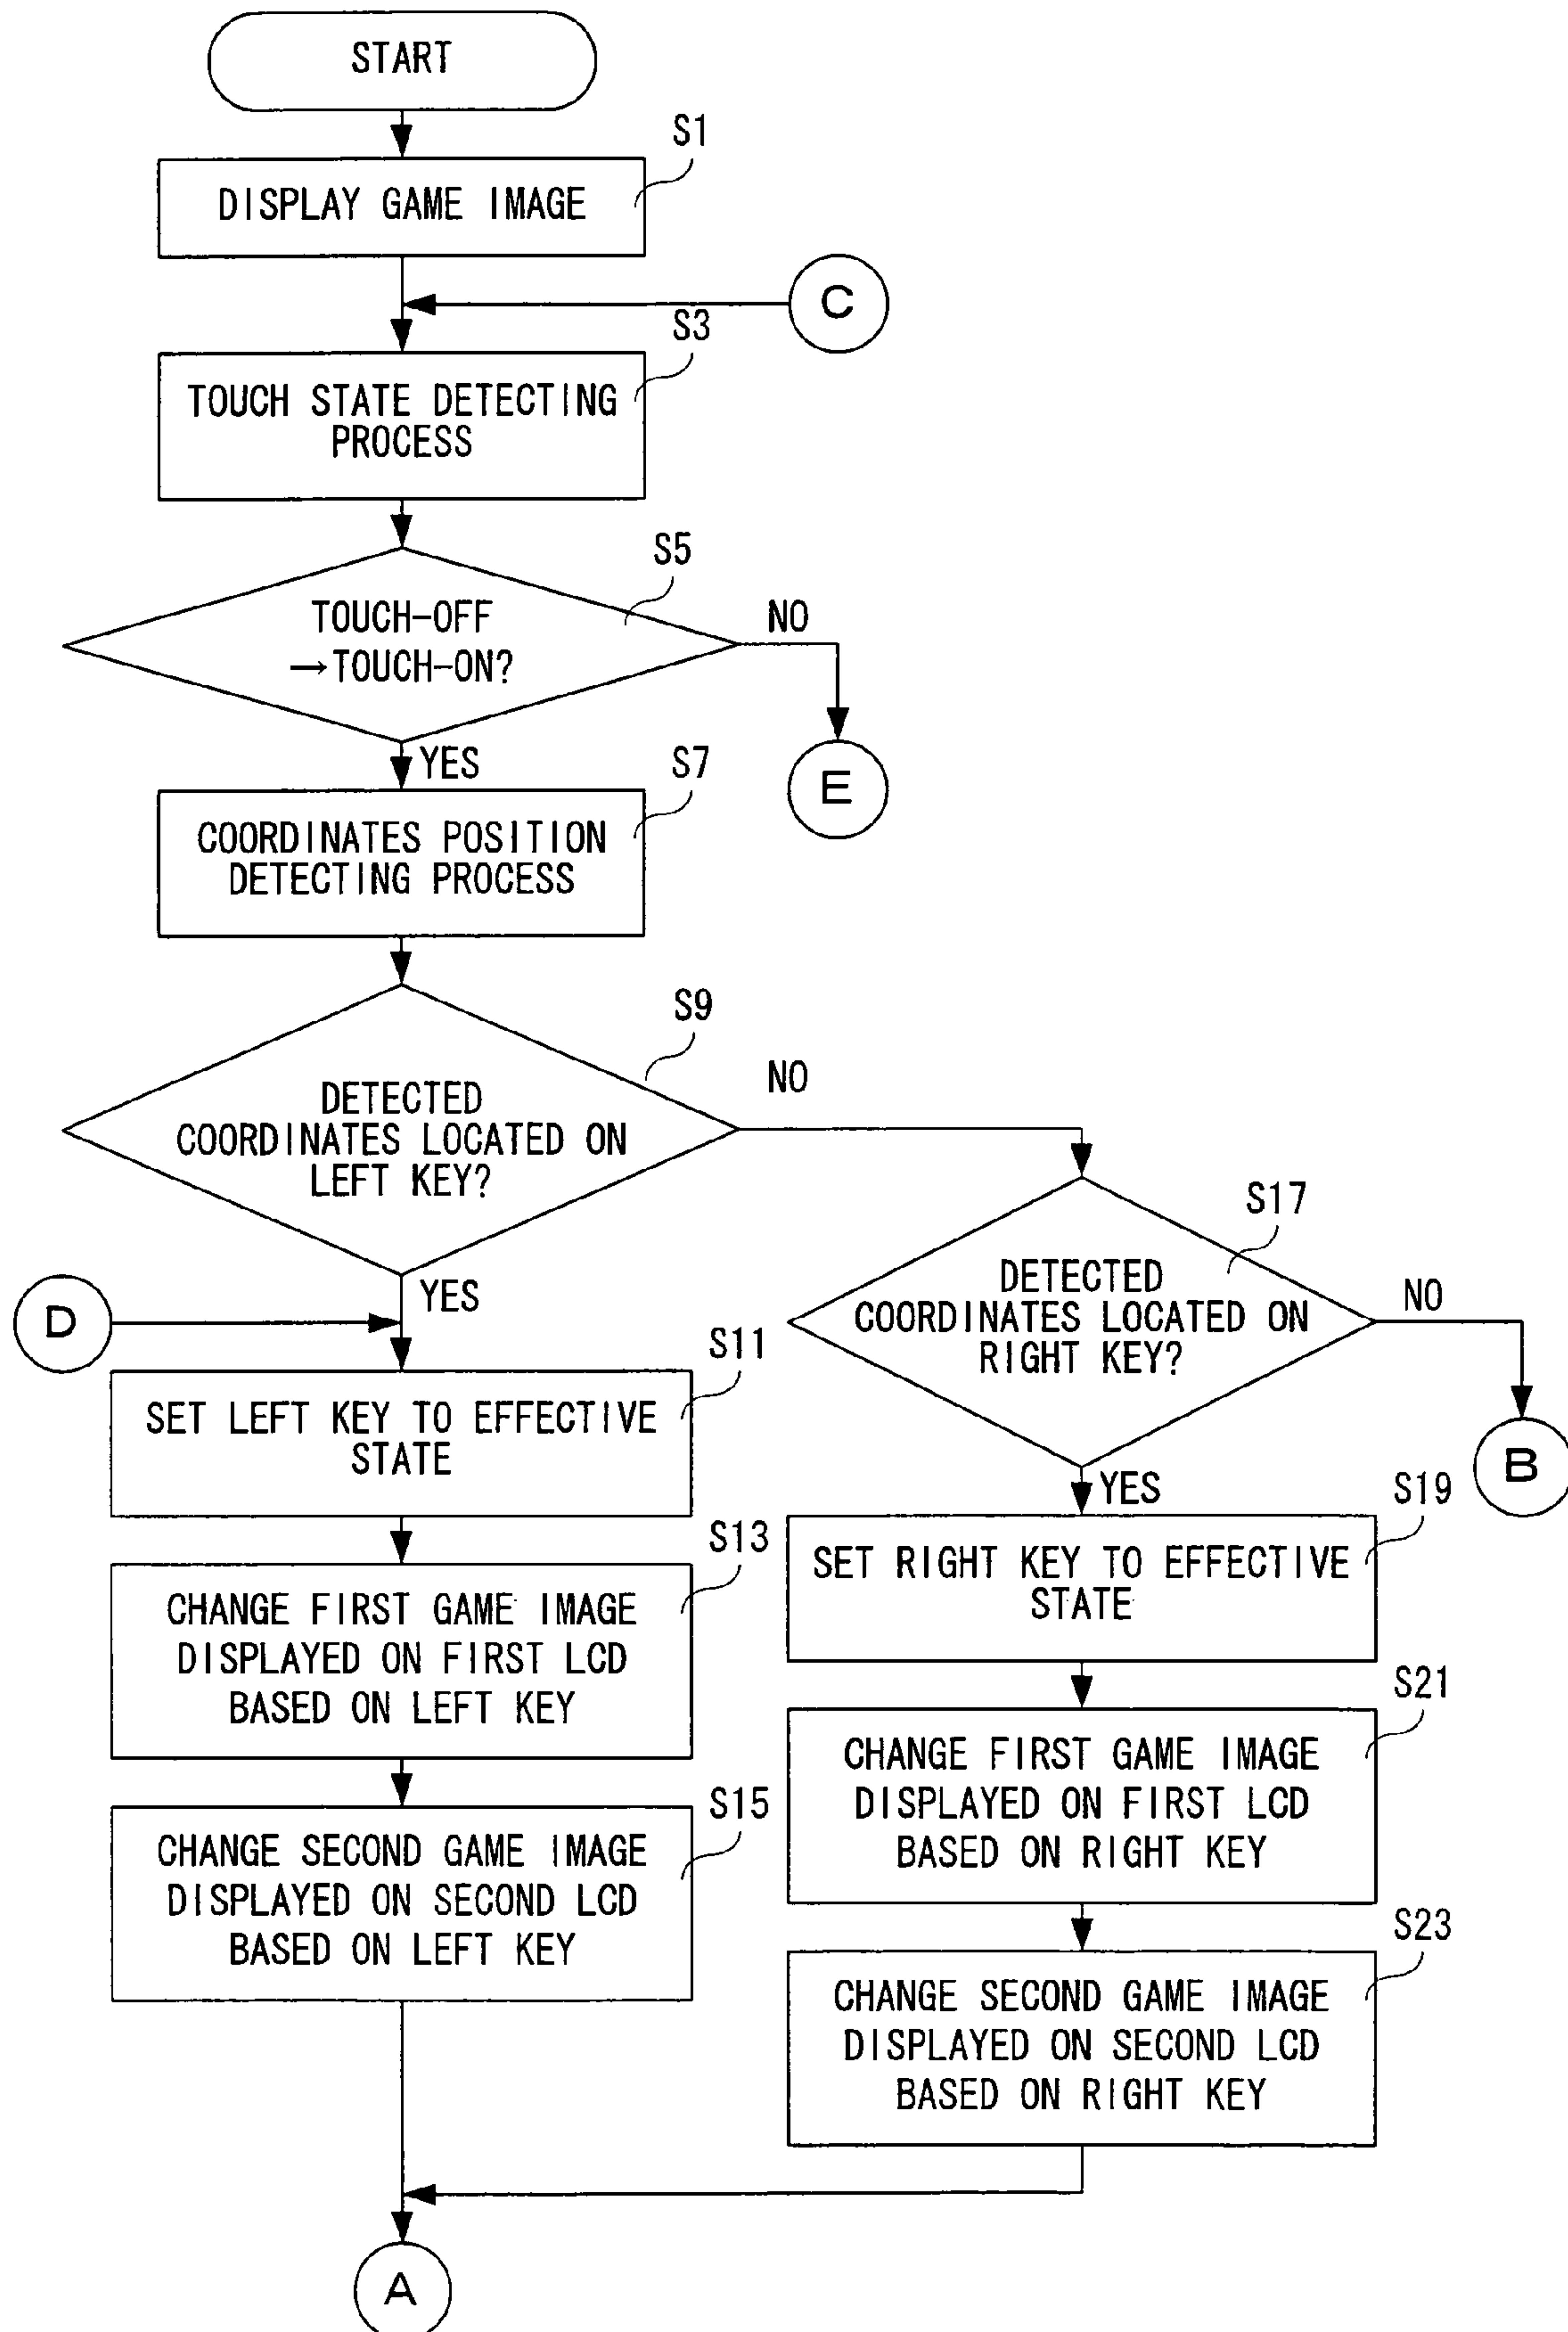 START
S1
DISPLAY GAME IMAGE
C
S3
TOUCH STATE DETECTING
PROCESS
S5
TOUCH-OFF
→TOUCH-ON?
NO
E
YES
S7
COORDINATES POSITION
DETECTING PROCESS
S9
DETECTED
COORDINATES LOCATED ON
LEFT KEY?
NO
YES
D
S11
SET LEFT KEY TO EFFECTIVE
STATE
S13
CHANGE FIRST GAME IMAGE
DISPLAYED ON FIRST LCD
BASED ON LEFT KEY
S15
CHANGE SECOND GAME IMAGE
DISPLAYED ON SECOND LCD
BASED ON LEFT KEY
S17
DETECTED
COORDINATES LOCATED ON
RIGHT KEY?
NO
B
YES
S19
SET RIGHT KEY TO EFFECTIVE
STATE
S21
CHANGE FIRST GAME IMAGE
DISPLAYED ON FIRST LCD
BASED ON RIGHT KEY
S23
CHANGE SECOND GAME IMAGE
DISPLAYED ON SECOND LCD
BASED ON RIGHT KEY
A